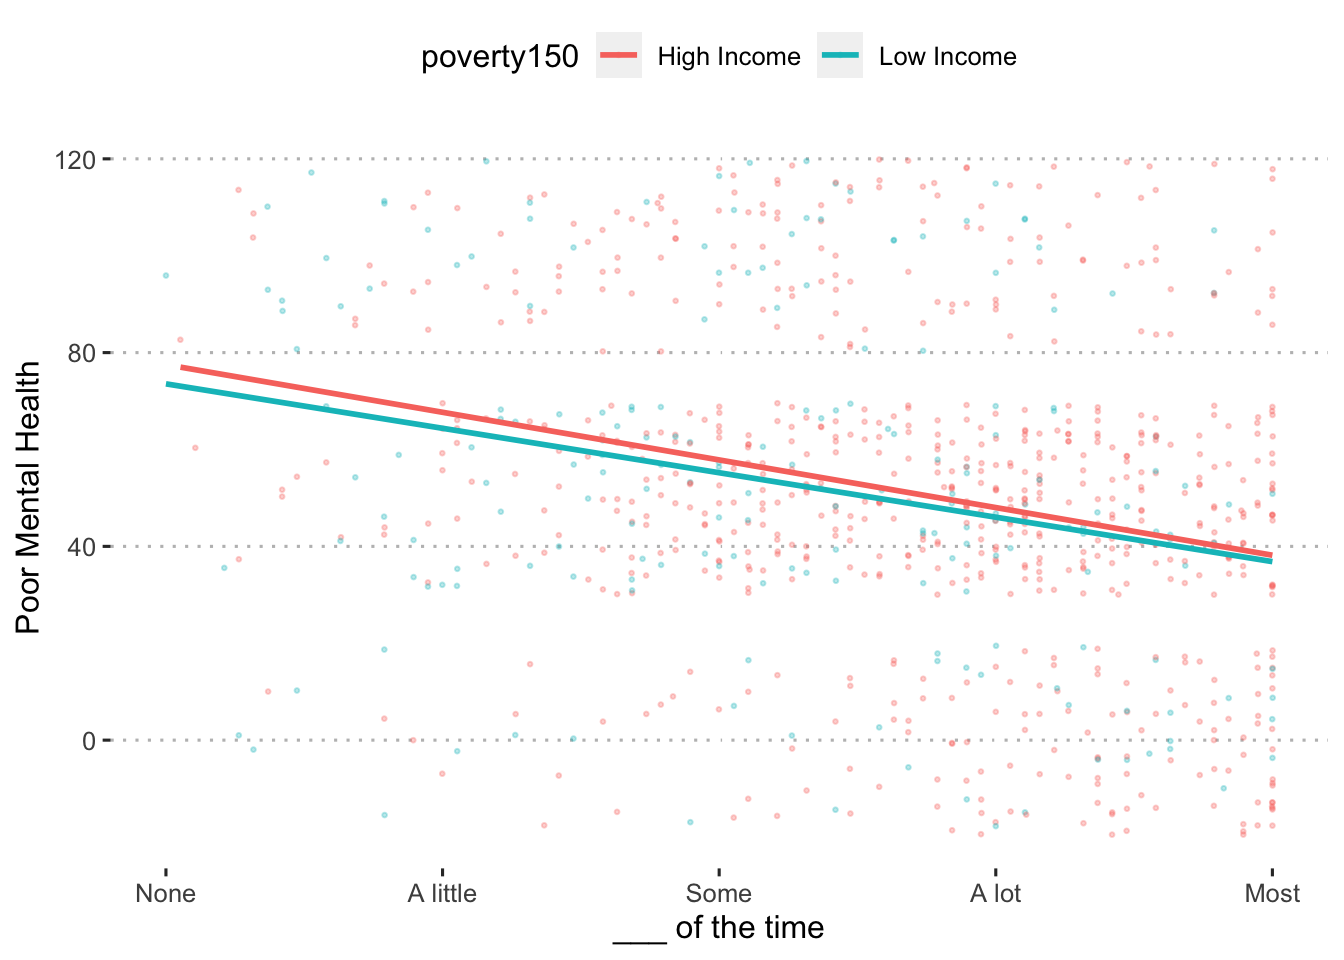 poverty150 High Income Low Income
120
80
40
0
Poor Mental Health
None A little Some A lot Most
___ of the time